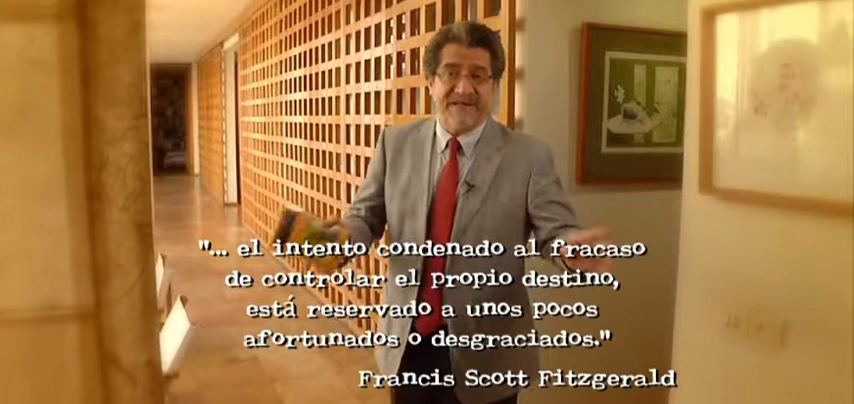 "... el intento condenado al fracaso
de controlar el propio destino,
está reservado a unos pocos
afortunados o desgraciados."
Francis Scott Fitzgerald